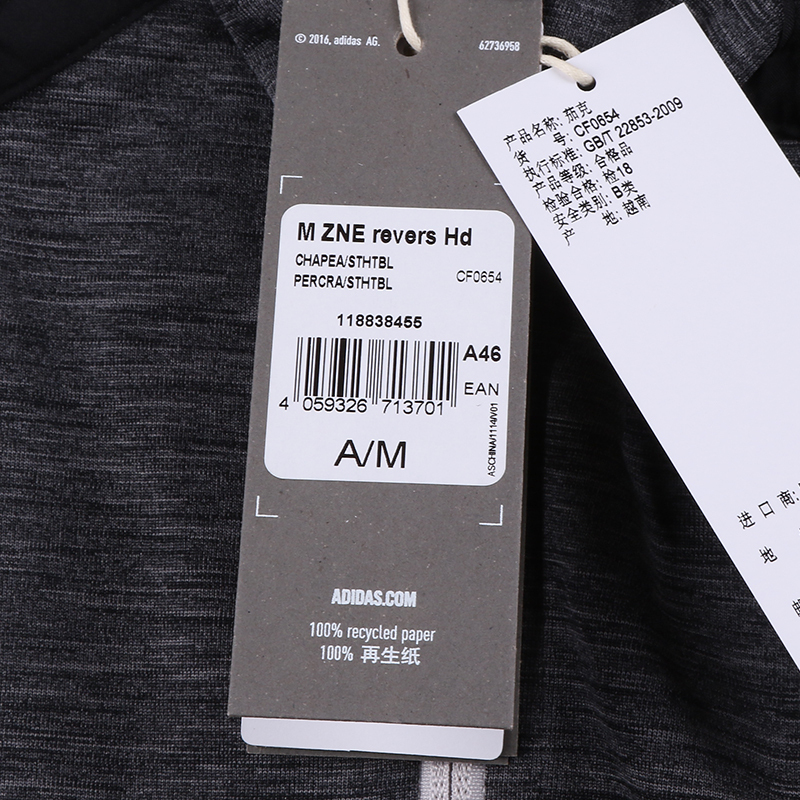 © 2016, adidas AG.
62736950
M ZNE revers Hd
CHAPEA/STHTBL
PERCRA/STHTBL
CF0654
118838455
A46
EAN
4 059326 713701
A/M
ASCHINA/1114/V01
ADIDAS.COM
100% recycled paper
100% 再生纸
产品名称: 茄克
货 号: CF0654
执行标准: GB/T 22853-2009
产品等级: 合格品
检验合格: 检18
安全类别: B类
产 地: 越南
进 口 商:
地